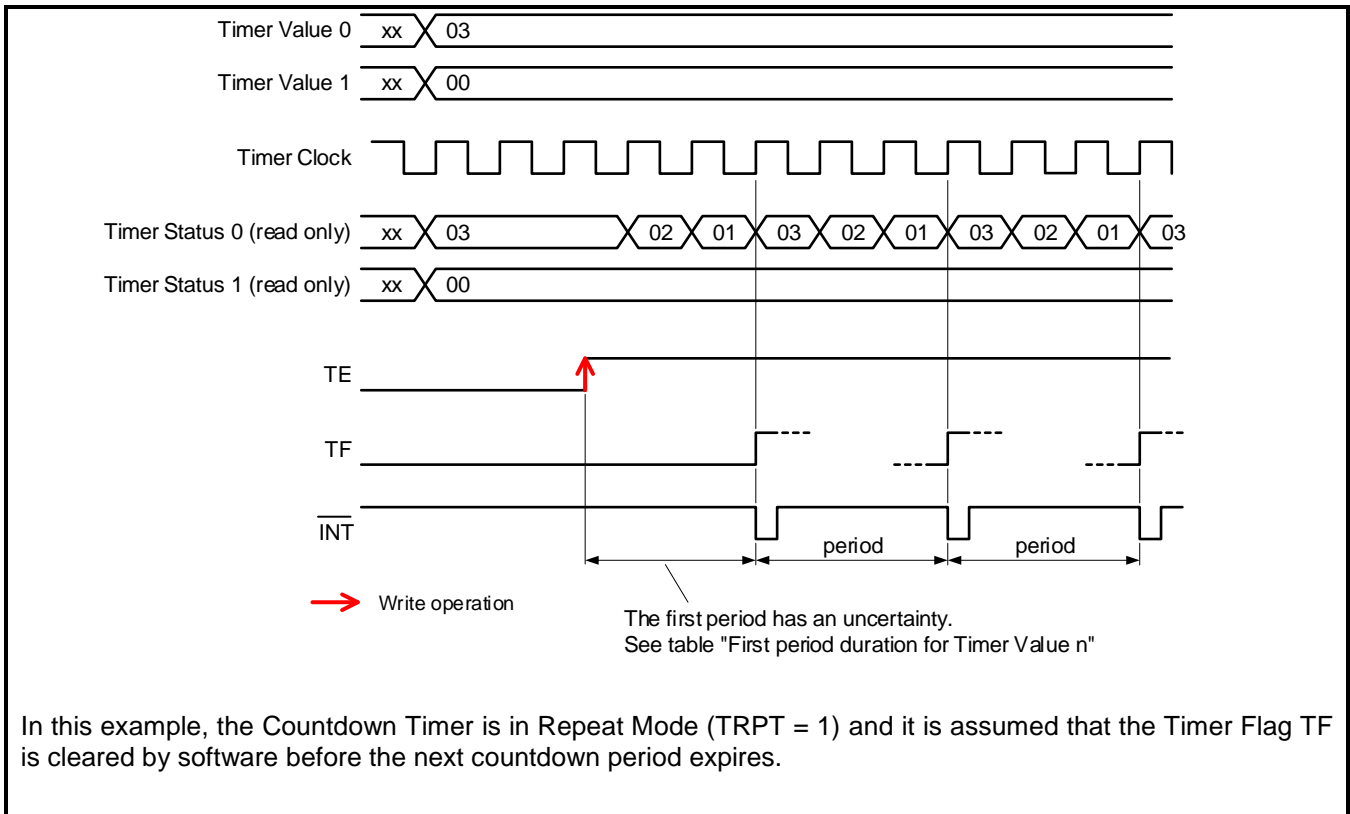 Timer Value 0 xx 03
Timer Value 1 xx 00
Timer Clock
Timer Status 0 (read only) xx 03 02 01 03 02 01 03 02 01 03
Timer Status 1 (read only) xx 00
TE
TF
INT
period period
Write operation
The first period has an uncertainty.
See table "First period duration for Timer Value n"
In this example, the Countdown Timer is in Repeat Mode (TRPT = 1) and it is assumed that the Timer Flag TF
is cleared by software before the next countdown period expires.